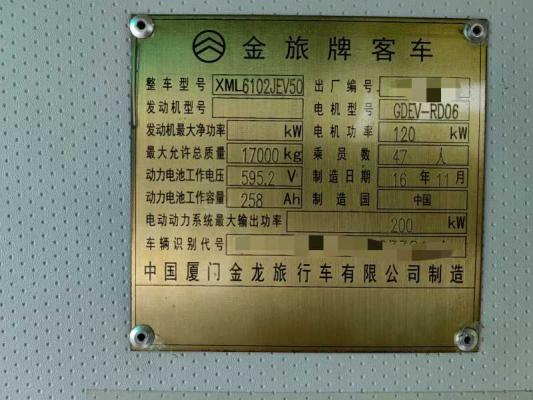 金旅牌客车
整车型号 XML6102JEV50 出厂编号
发动机型号 电机型号 GDEV-RD06
发动机最大净功率 kW 电机功率 120 kW
最大允许总质量 17000 kg 乘员数 47 人
动力电池工作电压 595.2 V 制造日期 16 年 11 月
动力电池工作容量 258 Ah 制造国 中国
电动动力系统最大输出功率 200 kW
车辆识别代号
中国厦门金龙旅行车有限公司制造